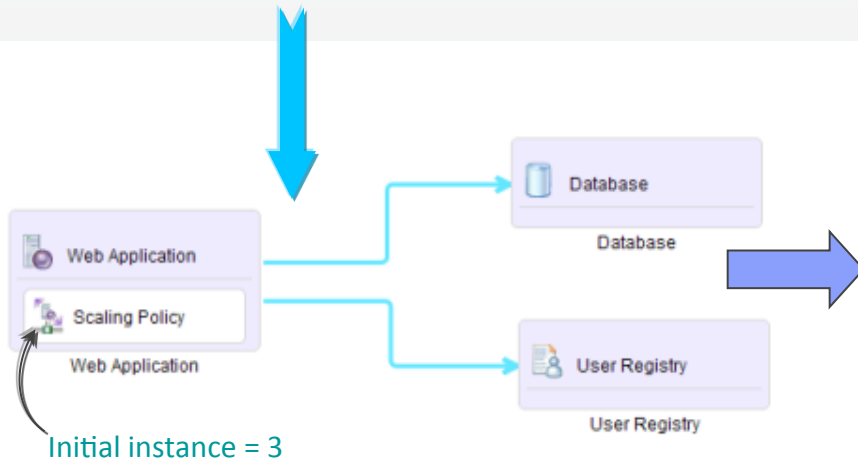 Database
Database
Web Application
Scaling Policy
Web Application
User Registry
User Registry
Initial instance = 3